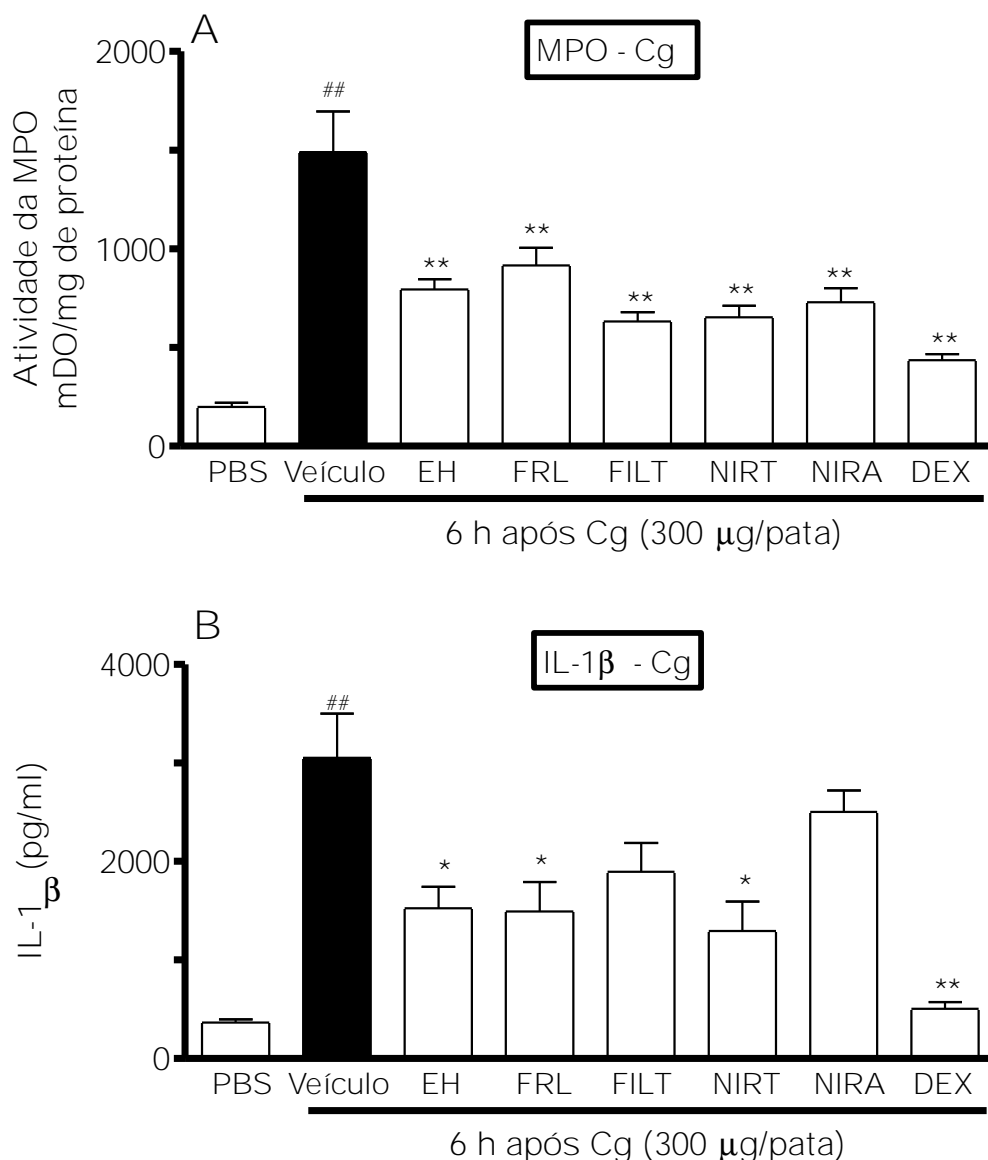 A
MPO - Cg
Atividade da MPO
mDO/mg de proteína
2000
1000
0
##
**
**
**
**
**
**
PBS Veículo EH FRL FILT NIRT NIRA DEX
6 h após Cg (300 μg/pata)
B
IL-1β - Cg
IL-1β (pg/ml)
4000
2000
0
##
*
*
*
**
PBS Veículo EH FRL FILT NIRT NIRA DEX
6 h após Cg (300 μg/pata)